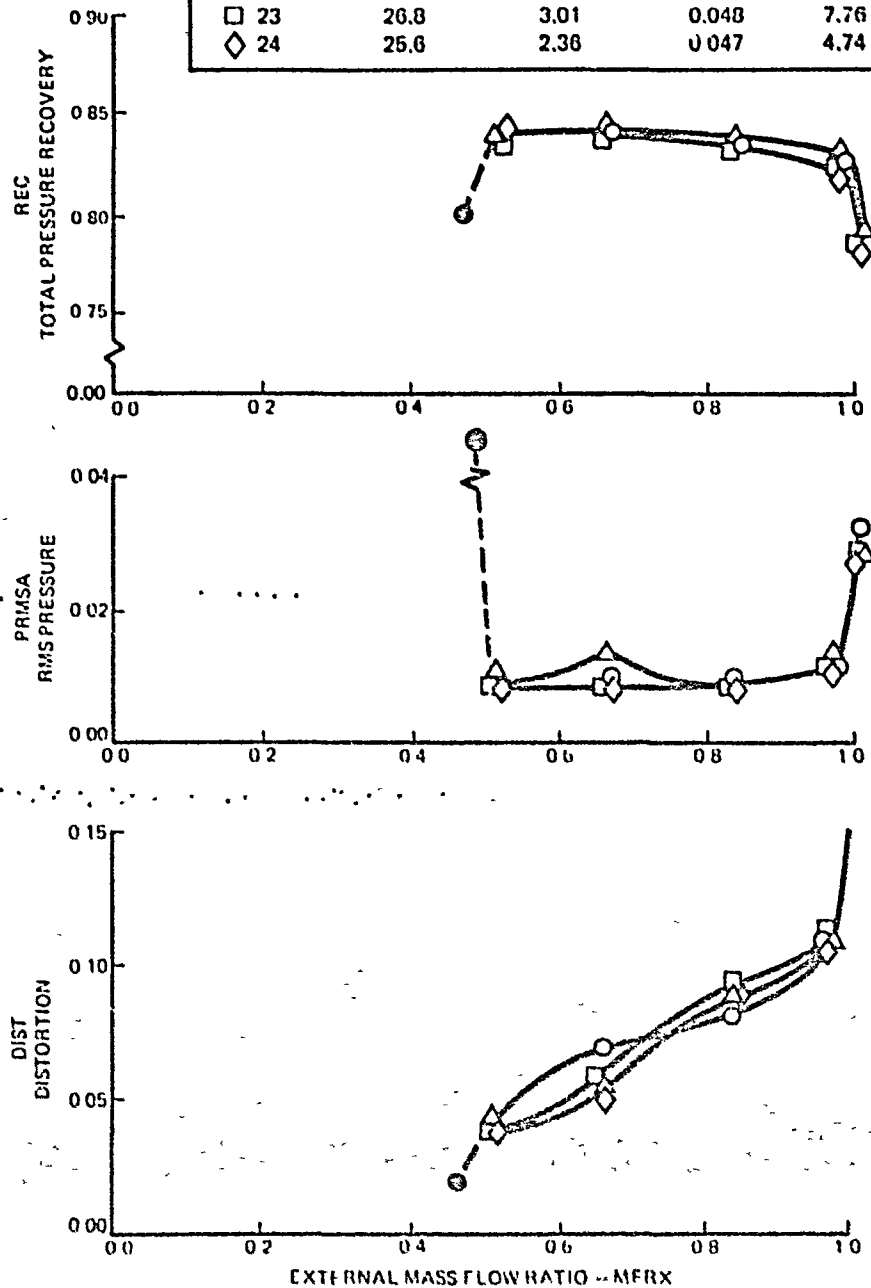 23 26.8 3.01 0.048 7.76
24 25.6 2.36 0 047 4.74
0 90
0 85
0 80
0 75
0.00
REC
TOTAL PRESSURE RECOVERY
0 0 0 2 0 4 0 6 0 8 1 0
0 04
0 02
0 00
PRMSA
RMS PRESSURE
0 0 0 2 0 4 0 6 0 8 1 0
0 15
0 10
0 05
0 00
DIST
DISTORTION
0 0 0 2 0 4 0 6 0 8 1 0
EXTERNAL MASS FLOW RATIO -- MFRX